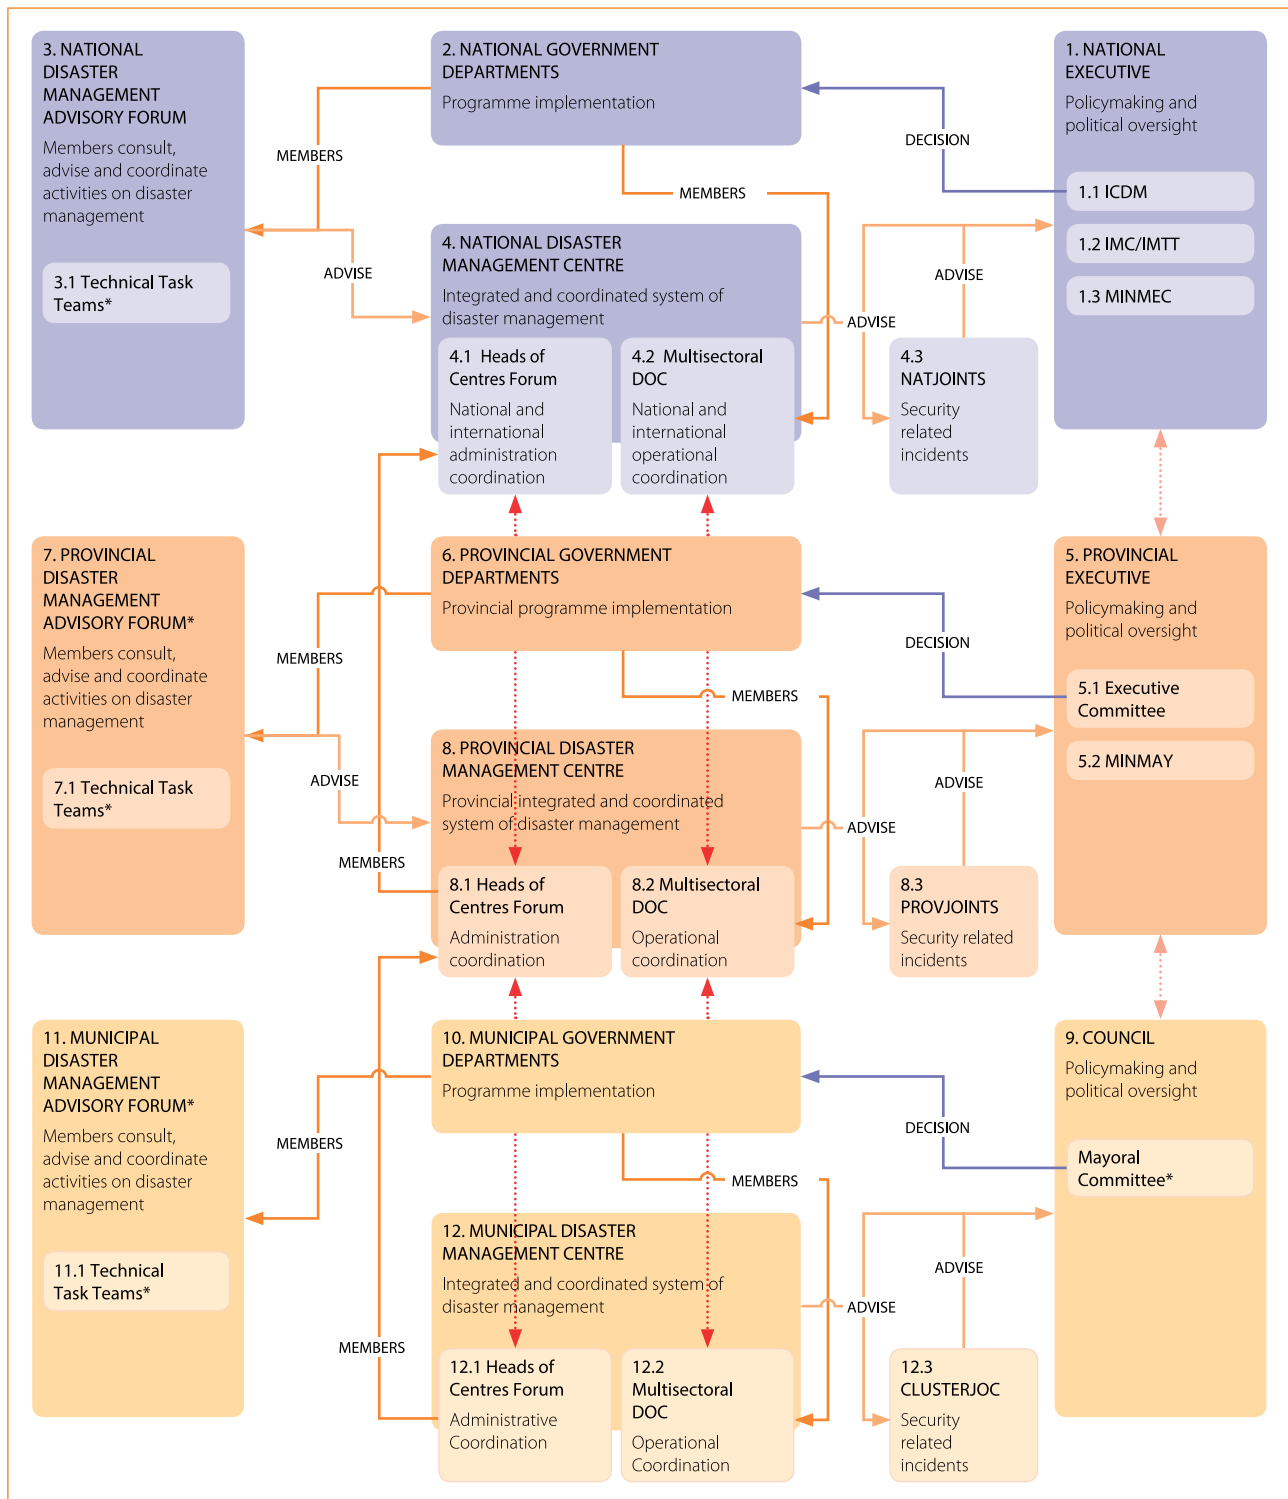 3. NATIONAL
DISASTER
MANAGEMENT
ADVISORY FORUM
Members consult,
advise and coordinate
activities on disaster
management
3.1 Technical Task
Teams*
2. NATIONAL GOVERNMENT
DEPARTMENTS
Programme implementation
1. NATIONAL
EXECUTIVE
Policymaking and
political oversight
1.1 ICDM
1.2 IMC/IMTT
1.3 MINMEC
MEMBERS
DECISION
MEMBERS
ADVISE
4. NATIONAL DISASTER
MANAGEMENT CENTRE
Integrated and coordinated system of
disaster management
4.1 Heads of
Centres Forum
National and
international
administration
coordination
4.2 Multisectoral
DOC
National and
international
operational
coordination
ADVISE
ADVISE
4.3
NATJOINTS
Security
related
incidents
7. PROVINCIAL
DISASTER
MANAGEMENT
ADVISORY FORUM*
Members consult,
advise and coordinate
activities on disaster
management
7.1 Technical Task
Teams*
6. PROVINCIAL GOVERNMENT
DEPARTMENTS
Provincial programme implementation
5. PROVINCIAL
EXECUTIVE
Policymaking and
political oversight
5.1 Executive
Committee
5.2 MINMAY
MEMBERS
DECISION
MEMBERS
ADVISE
MEMBERS
8. PROVINCIAL DISASTER
MANAGEMENT CENTRE
Provincial integrated and coordinated
system of disaster management
8.1 Heads of
Centres Forum
Administration
coordination
8.2 Multisectoral
DOC
Operational
coordination
ADVISE
ADVISE
8.3
PROVJOINTS
Security related
incidents
11. MUNICIPAL
DISASTER
MANAGEMENT
ADVISORY FORUM*
Members consult,
advise and coordinate
activities on disaster
management
11.1 Technical
Task Teams*
10. MUNICIPAL GOVERNMENT
DEPARTMENTS
Programme implementation
9. COUNCIL
Policymaking and
political oversight
Mayoral
Committee*
MEMBERS
DECISION
MEMBERS
MEMBERS
12. MUNICIPAL DISASTER
MANAGEMENT CENTRE
Integrated and coordinated system of
disaster management
12.1 Heads of
Centres Forum
Administrative
Coordination
12.2
Multisectoral
DOC
Operational
Coordination
ADVISE
ADVISE
12.3
CLUSTERJOC
Security
related
incidents